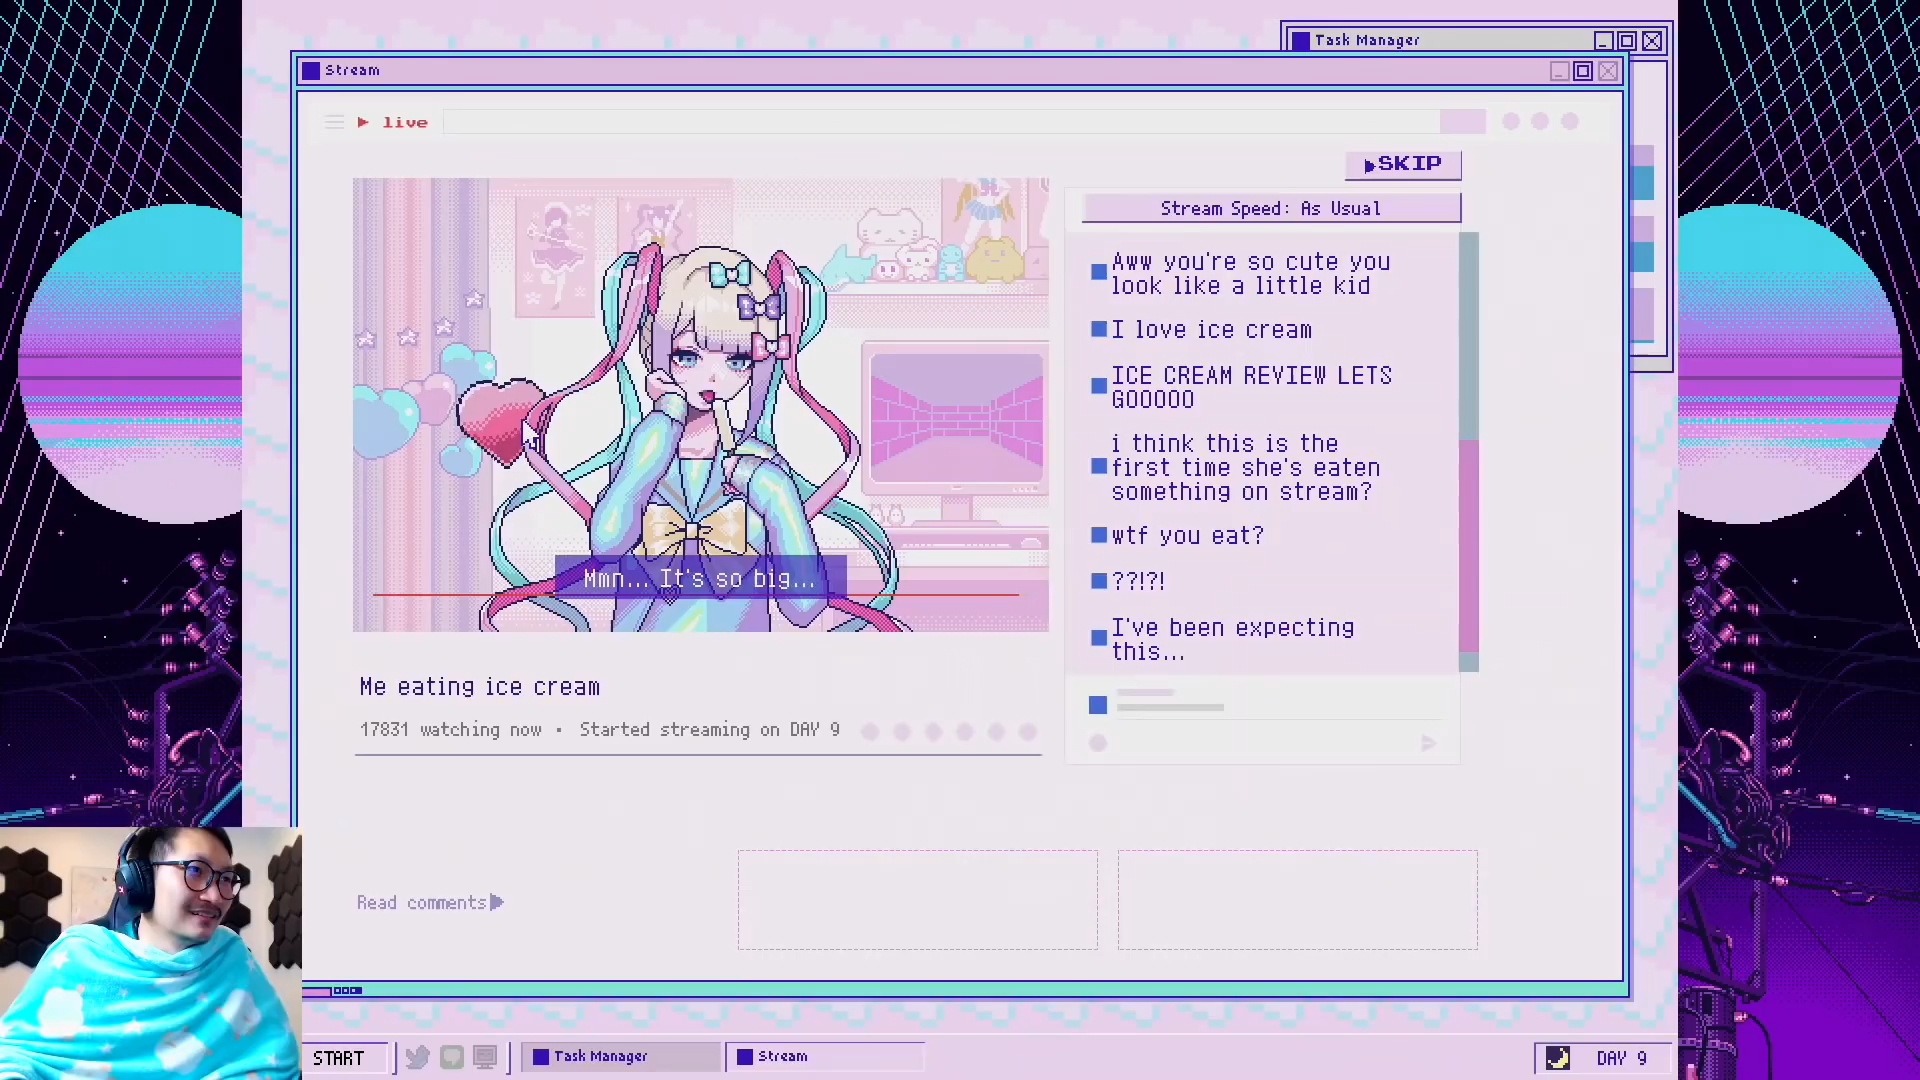 Task Manager
Stream
live
SKIP
Stream Speed: As Usual
Aww you're so cute you
look like a little kid
I love ice cream
ICE CREAM REVIEW LETS
GOOOOO
i think this is the
first time she's eaten
something on stream?
wtf you eat?
??!?!
I've been expecting
this...
Mmn... It's so big...
Me eating ice cream
17831 watching now • Started streaming on DAY 9
Read comments
START
Task Manager
Stream
DAY 9